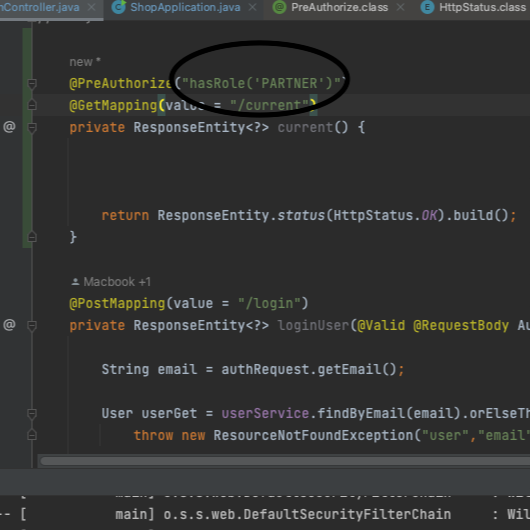 nController.java × ShopApplication.java × PreAuthorize.class × HttpStatus.class
new *
@PreAuthorize("hasRole('PARTNER')")
@GetMapping(value = "/current")
@ private ResponseEntity<?> current() {
return ResponseEntity.status(HttpStatus.OK).build();
}
Macbook +1
@PostMapping(value = "/login")
@ private ResponseEntity<?> loginUser(@Valid @RequestBody Au
String email = authRequest.getEmail();
User userGet = userService.findByEmail(email).orElseTh
throw new ResourceNotFoundException("user","email"
-- [ main] o.s.s.web.DefaultSecurityFilterChain : Wil